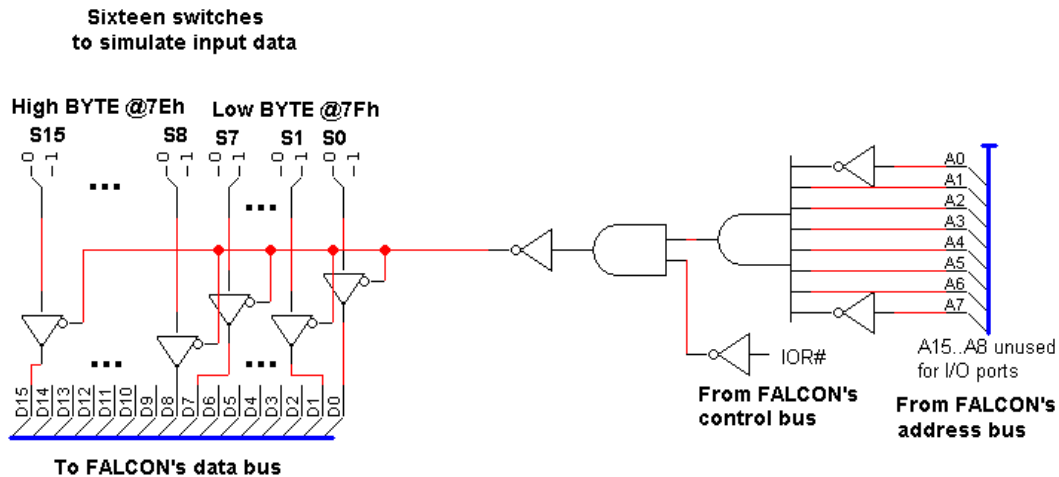 Sixteen switches
to simulate input data
High BYTE @7Eh Low BYTE @7Fh
S15 S8 S7 S1 S0
0 1 0 1 0 1 0 1 0 1
... ...
A0
A1
A2
A3
A4
A5
A6
A7
... ...
D15 D14 D13 D12 D11 D10 D9 D8 D7 D6 D5 D4 D3 D2 D1 D0
To FALCON's data bus
IOR#
From FALCON's
control bus
A15..A8 unused
for I/O ports
From FALCON's
address bus